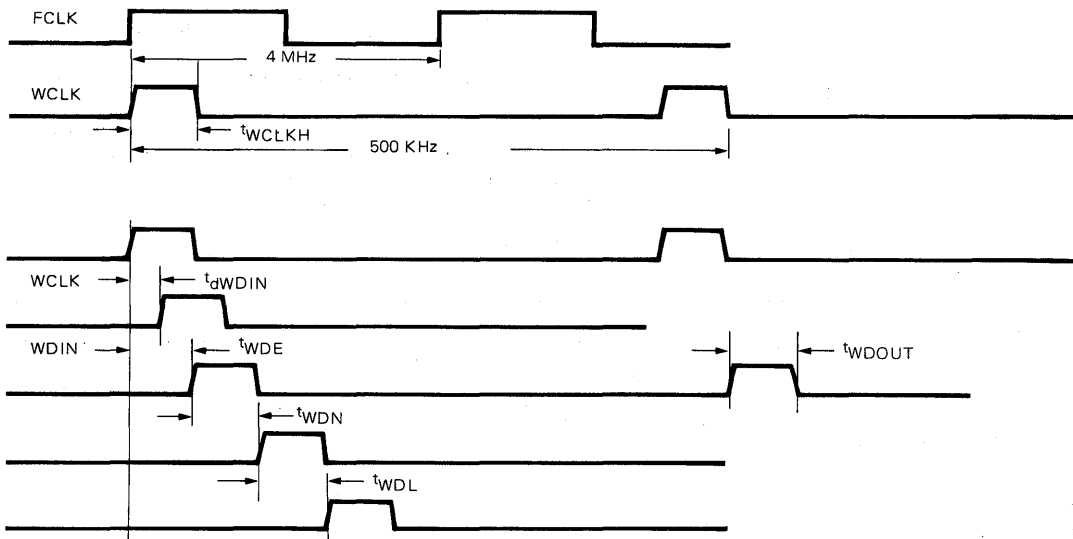 FCLK
4 MHz
WCLK
tWCLKH
500 KHz
WCLK
tdWDIN
WDIN
tWDE
tWDOUT
tWDN
tWDL